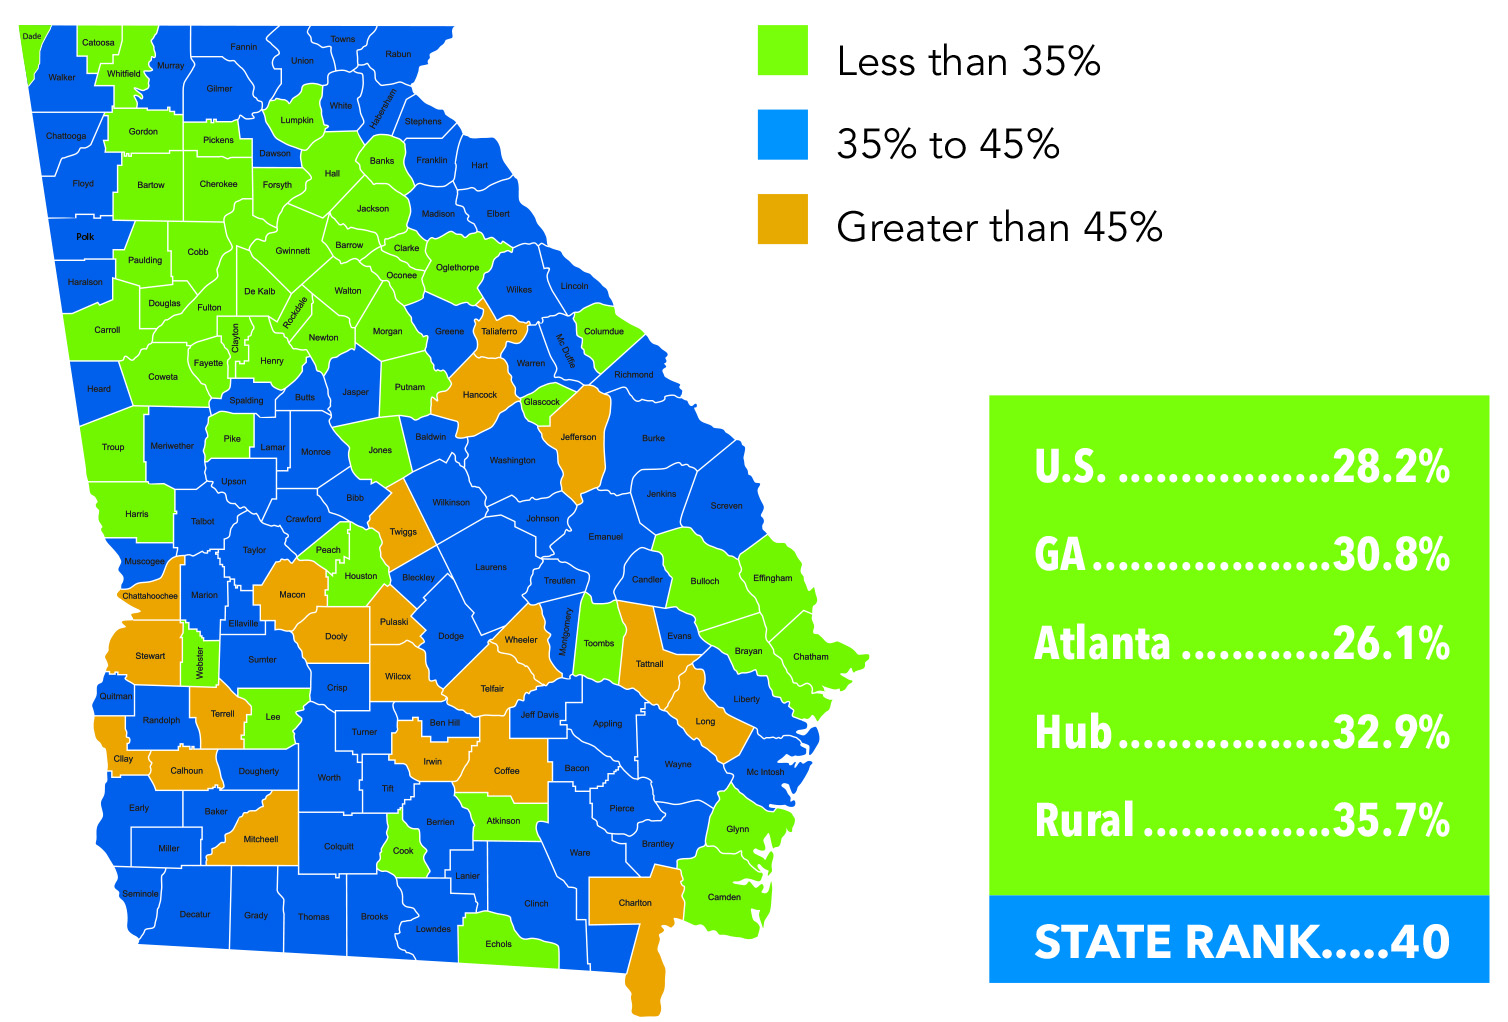 Less than 35%
35% to 45%
Greater than 45%
Dade
Catoosa
Whitfield
Walker
Murray
Fannin
Union
Towns
Rabun
Gilmer
White
Habersham
Lumpkin
Stephens
Chattooga
Gordon
Pickens
Dawson
Banks
Franklin
Hart
Floyd
Bartow
Cherokee
Forsyth
Hall
Jackson
Madison
Elbert
Polk
Paulding
Cobb
Gwinnett
Barrow
Clarke
Oconee
Oglethorpe
Haralson
Douglas
Fulton
De Kalb
Rockdale
Walton
Wilkes
Lincoln
Carroll
Clayton
Fayette
Henry
Newton
Morgan
Greene
Taliaferro
Mc Duffie
Columdue
Warren
Richmond
Heard
Coweta
Spalding
Butts
Jasper
Putnam
Hancock
Glascock
Troup
Meriwether
Pike
Lamar
Monroe
Jones
Baldwin
Washington
Jefferson
Burke
Upson
Bibb
Wilkinson
Jenkins
Screven
Harris
Talbot
Crawford
Twiggs
Johnson
Emanuel
Muscogee
Taylor
Peach
Houston
Bleckley
Laurens
Treutlen
Candler
Bulloch
Effingham
Chattahoochee
Marion
Macon
Ellaville
Dooly
Pulaski
Dodge
Wheeler
Montgomery
Toombs
Tattnall
Evans
Brayan
Chatham
Stewart
Webster
Sumter
Crisp
Wilcox
Telfair
Long
Liberty
Quitman
Randolph
Terrell
Lee
Turner
Ben Hill
Jeff Davis
Appling
Wayne
Mc Intosh
Cllay
Calhoun
Dougherty
Worth
Tift
Irwin
Coffee
Bacon
Pierce
Early
Baker
Mitcheell
Berrien
Atkinson
Brantley
Glynn
Miller
Colquitt
Cook
Lanier
Ware
Seminole
Decatur
Grady
Thomas
Brooks
Lowndes
Echols
Clinch
Charlton
Camden
U.S. .................28.2%
GA...................30.8%
Atlanta ............26.1%
Hub.................32.9%
Rural ...............35.7%
STATE RANK.....40